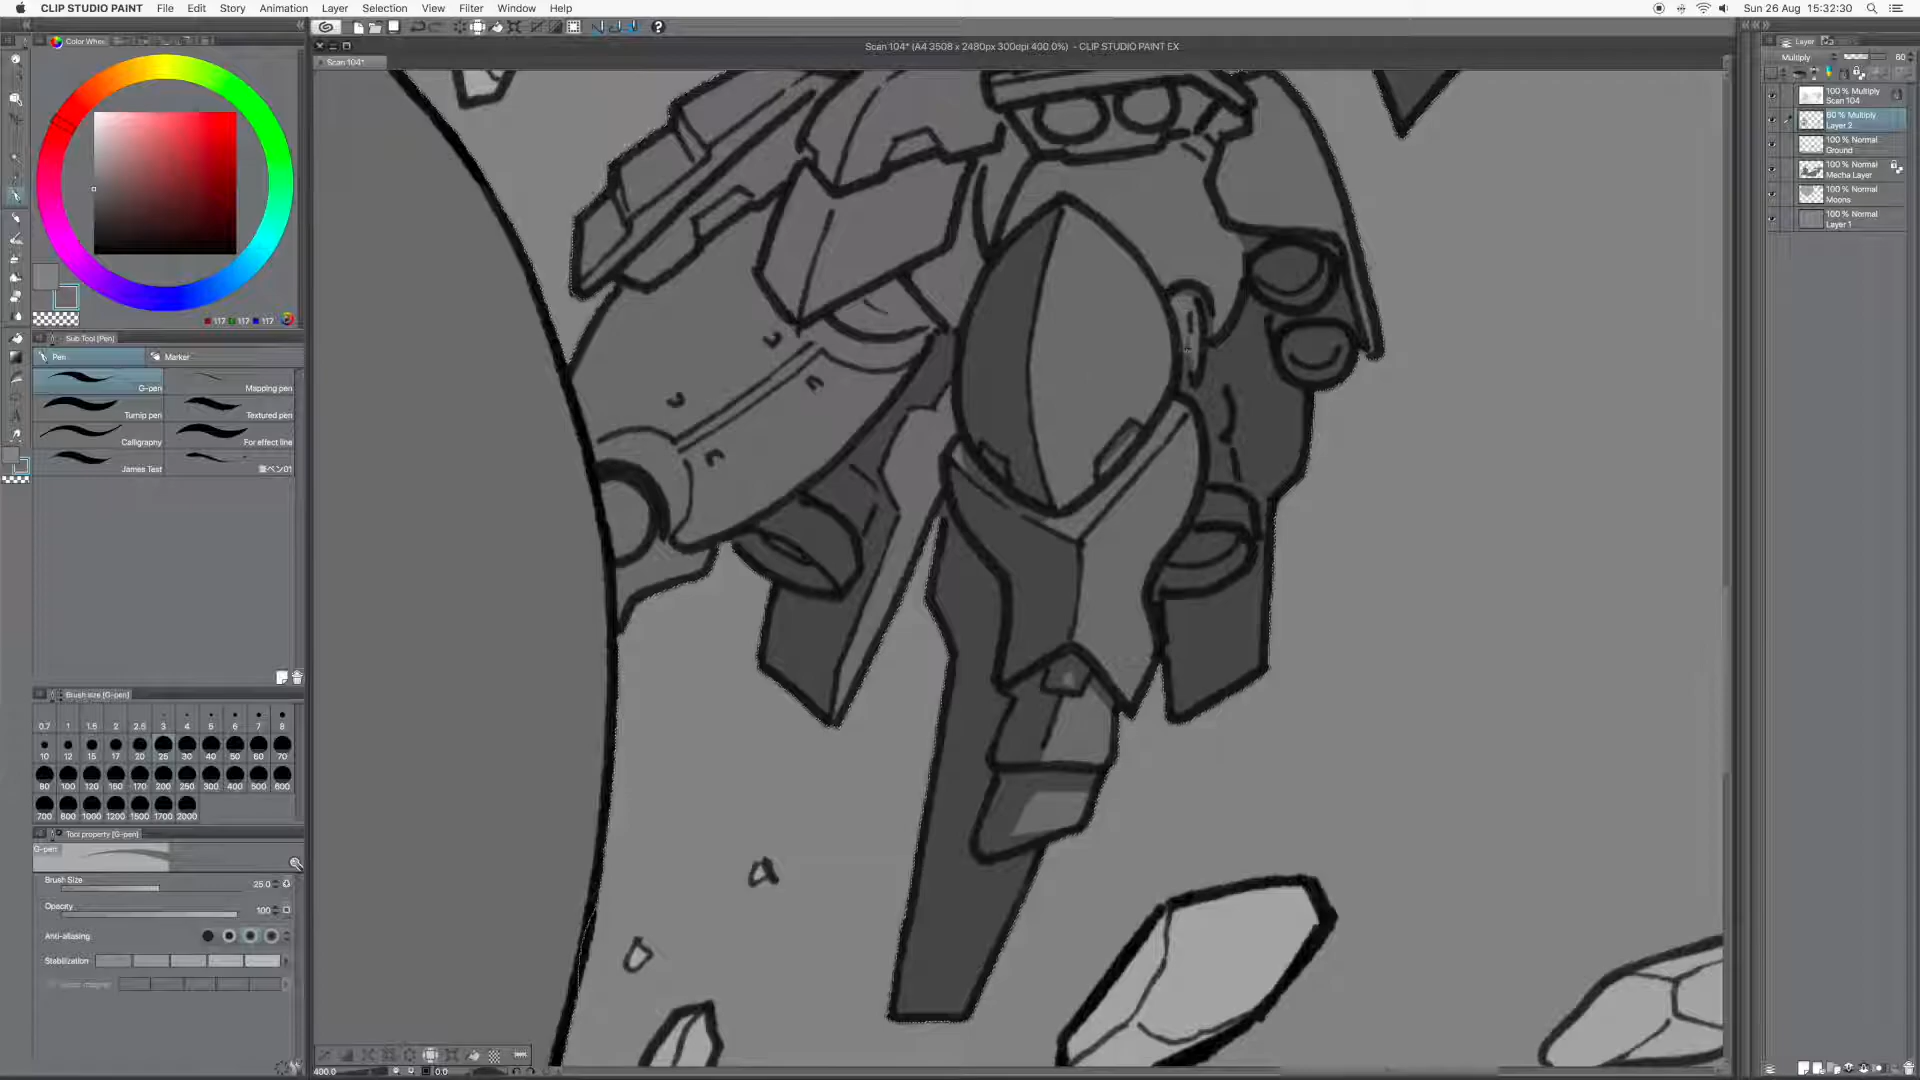 CLIP STUDIO PAINT File Edit Story Animation Layer Selection View Filter Window Help
Sun 26 Aug 15:32:30
Color Whee
Scan 104* (A4 3508 x 2480px 300dpi 400.0%) - CLIP STUDIO PAINT EX
Scan 104*
Layer
Multiply 60
100 % Multiply
Scan 104
60 % Multiply
Layer 2
100 % Normal
Ground
100 % Normal
Mecha Layer
100 % Normal
Moons
100 % Normal
Layer 1
117 117 117
Sub Tool [Pen]
Pen Marker
G-pen Mapping pen
Turnip pen Textured pen
Calligraphy For effect line
James Test
Brush size [G-pen]
0.7 1 1.5 2 2.5 3 4 5 6 7 8
10 12 15 17 20 25 30 40 50 60 70
80 100 120 150 170 200 250 300 400 500 600
700 800 1000 1200 1500 1700 2000
Tool property [G-pen]
G-pen
Brush Size 25.0
Opacity 100
Anti-aliasing
Stabilization
400.0 0.0